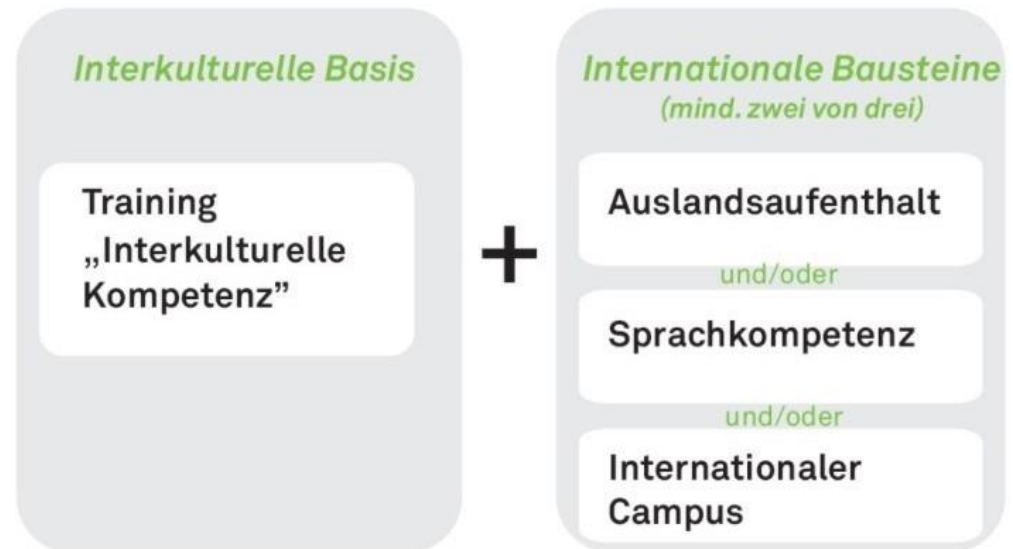 Interkulturelle Basis
Training
„Interkulturelle
Kompetenz”
+
Internationale Bausteine
(mind. zwei von drei)
Auslandsaufenthalt
und/oder
Sprachkompetenz
und/oder
Internationaler
Campus